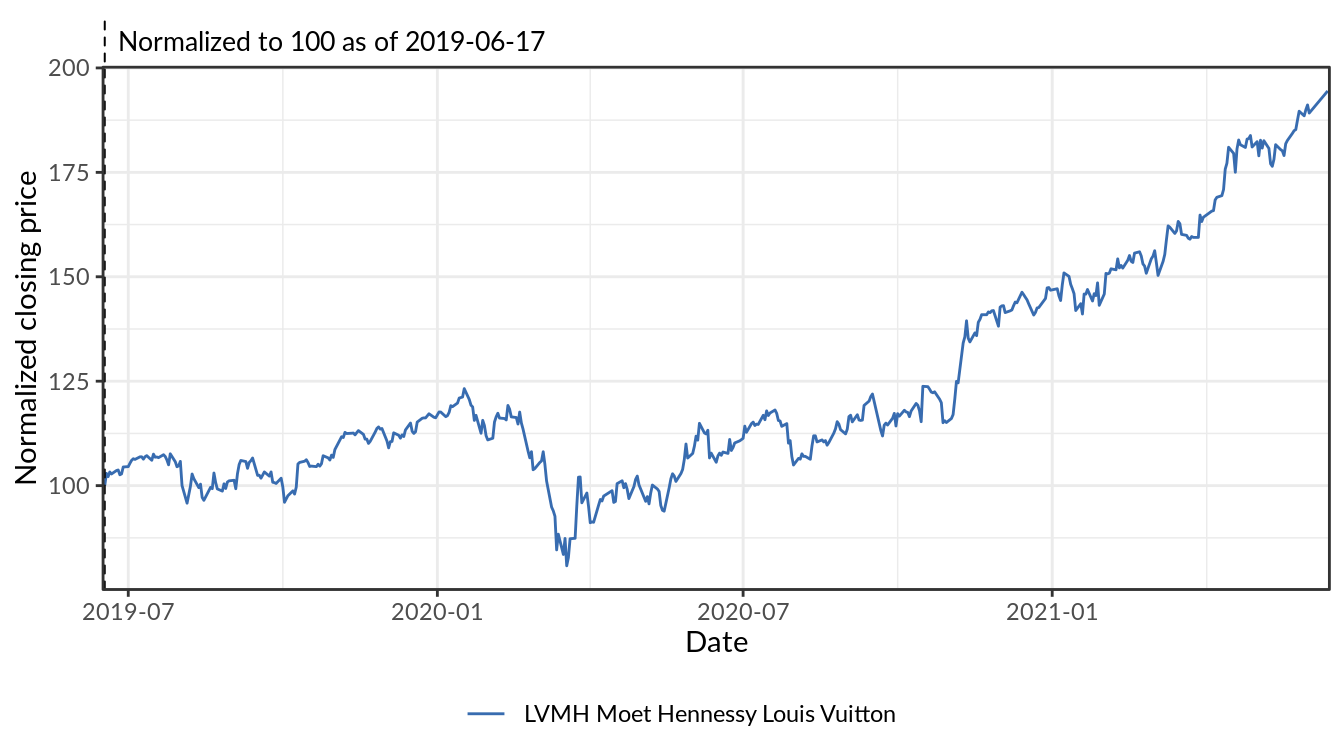 Normalized to 100 as of 2019-06-17
200
175
150
125
100
Normalized closing price
2019-07 2020-01 2020-07 2021-01
Date
LVMH Moet Hennessy Louis Vuitton